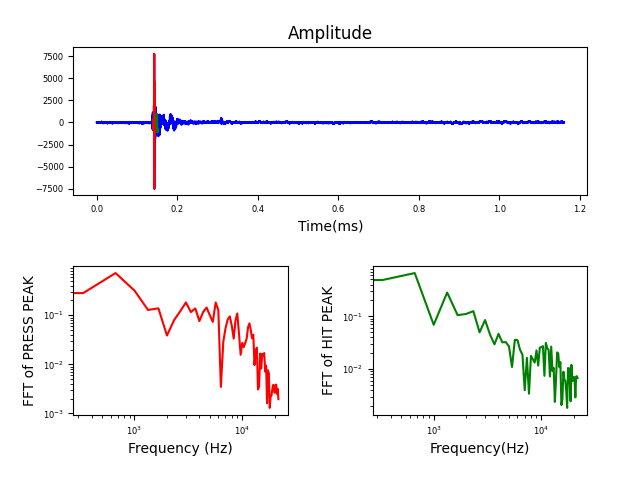 Amplitude
7500
5000
2500
0
−2500
−5000
−7500
0.0 0.2 0.4 0.6 0.8 1.0 1.2
Time(ms)
FFT of PRESS PEAK
10⁻¹
10⁻²
10⁻³
10³ 10⁴
Frequency (Hz)
FFT of HIT PEAK
10⁻¹
10⁻²
10³ 10⁴
Frequency(Hz)